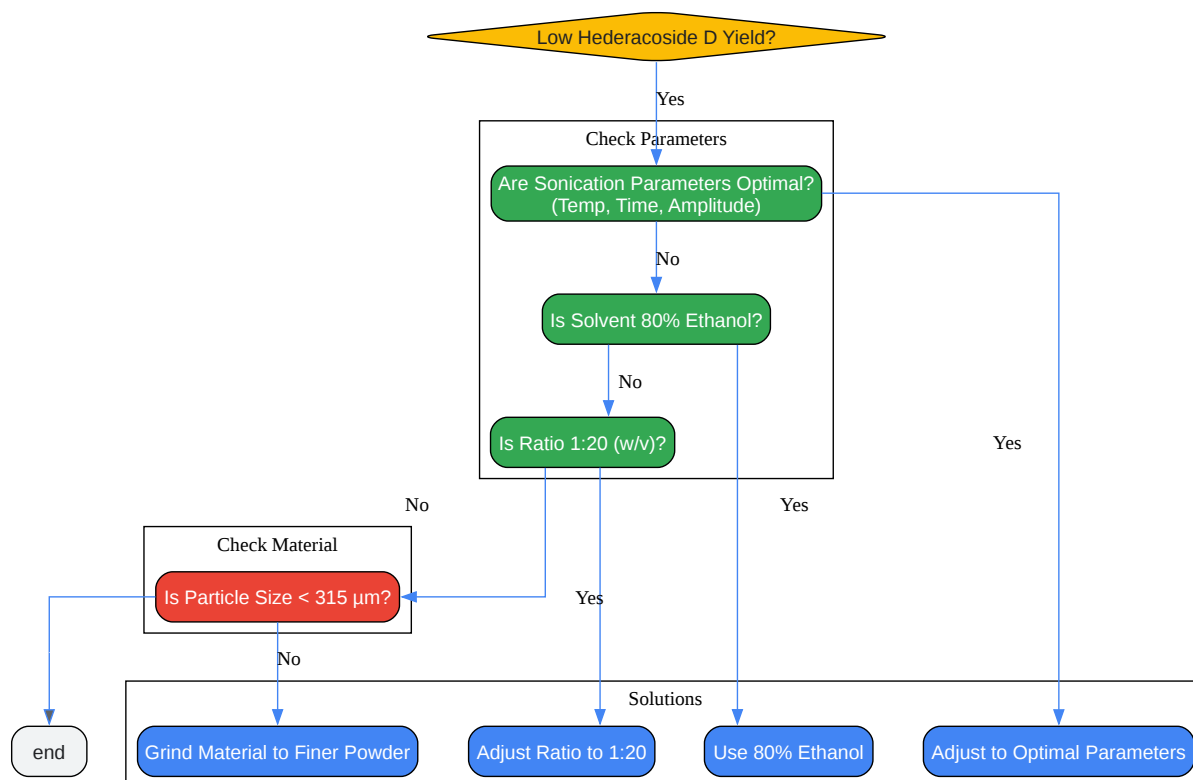 Low Hederacoside D Yield?
Yes
Check Parameters
Are Sonication Parameters Optimal?
(Temp, Time, Amplitude)
No
Is Solvent 80% Ethanol?
No
Is Ratio 1:20 (w/v)?
Yes
No
Yes
Check Material
Is Particle Size < 315 µm?
Yes
No
Solutions
end
Grind Material to Finer Powder
Adjust Ratio to 1:20
Use 80% Ethanol
Adjust to Optimal Parameters